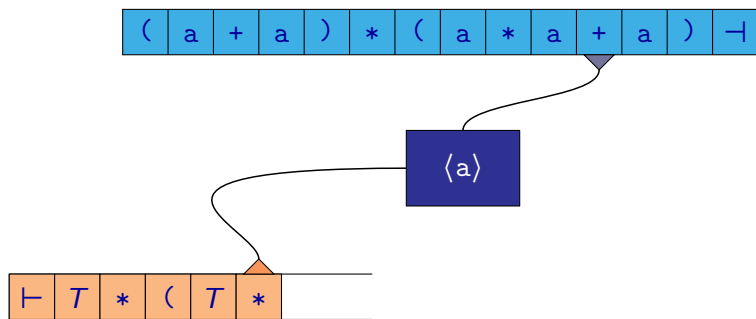 ( a + a ) * ( a * a + a ) ⊣
⟨a⟩
⊢ T * ( T *